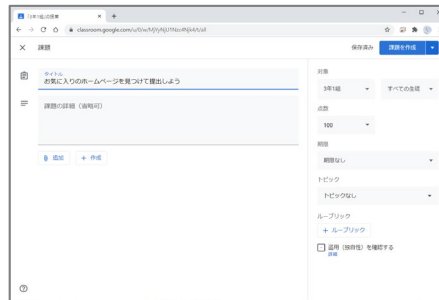 「3年1組」の授業
classroom.google.com/u/0/w/MjYyNjU1Nzc4Njk4/t/all
課題
保存済み
課題を作成
タイトル
お気に入りのホームページを見つけて提出しよう
課題の詳細（省略可）
追加
作成
対象
3年1組
すべての生徒
点数
100
期限
期限なし
トピック
トピックなし
ルーブリック
+ ルーブリック
盗用（独自性）を確認する
詳細